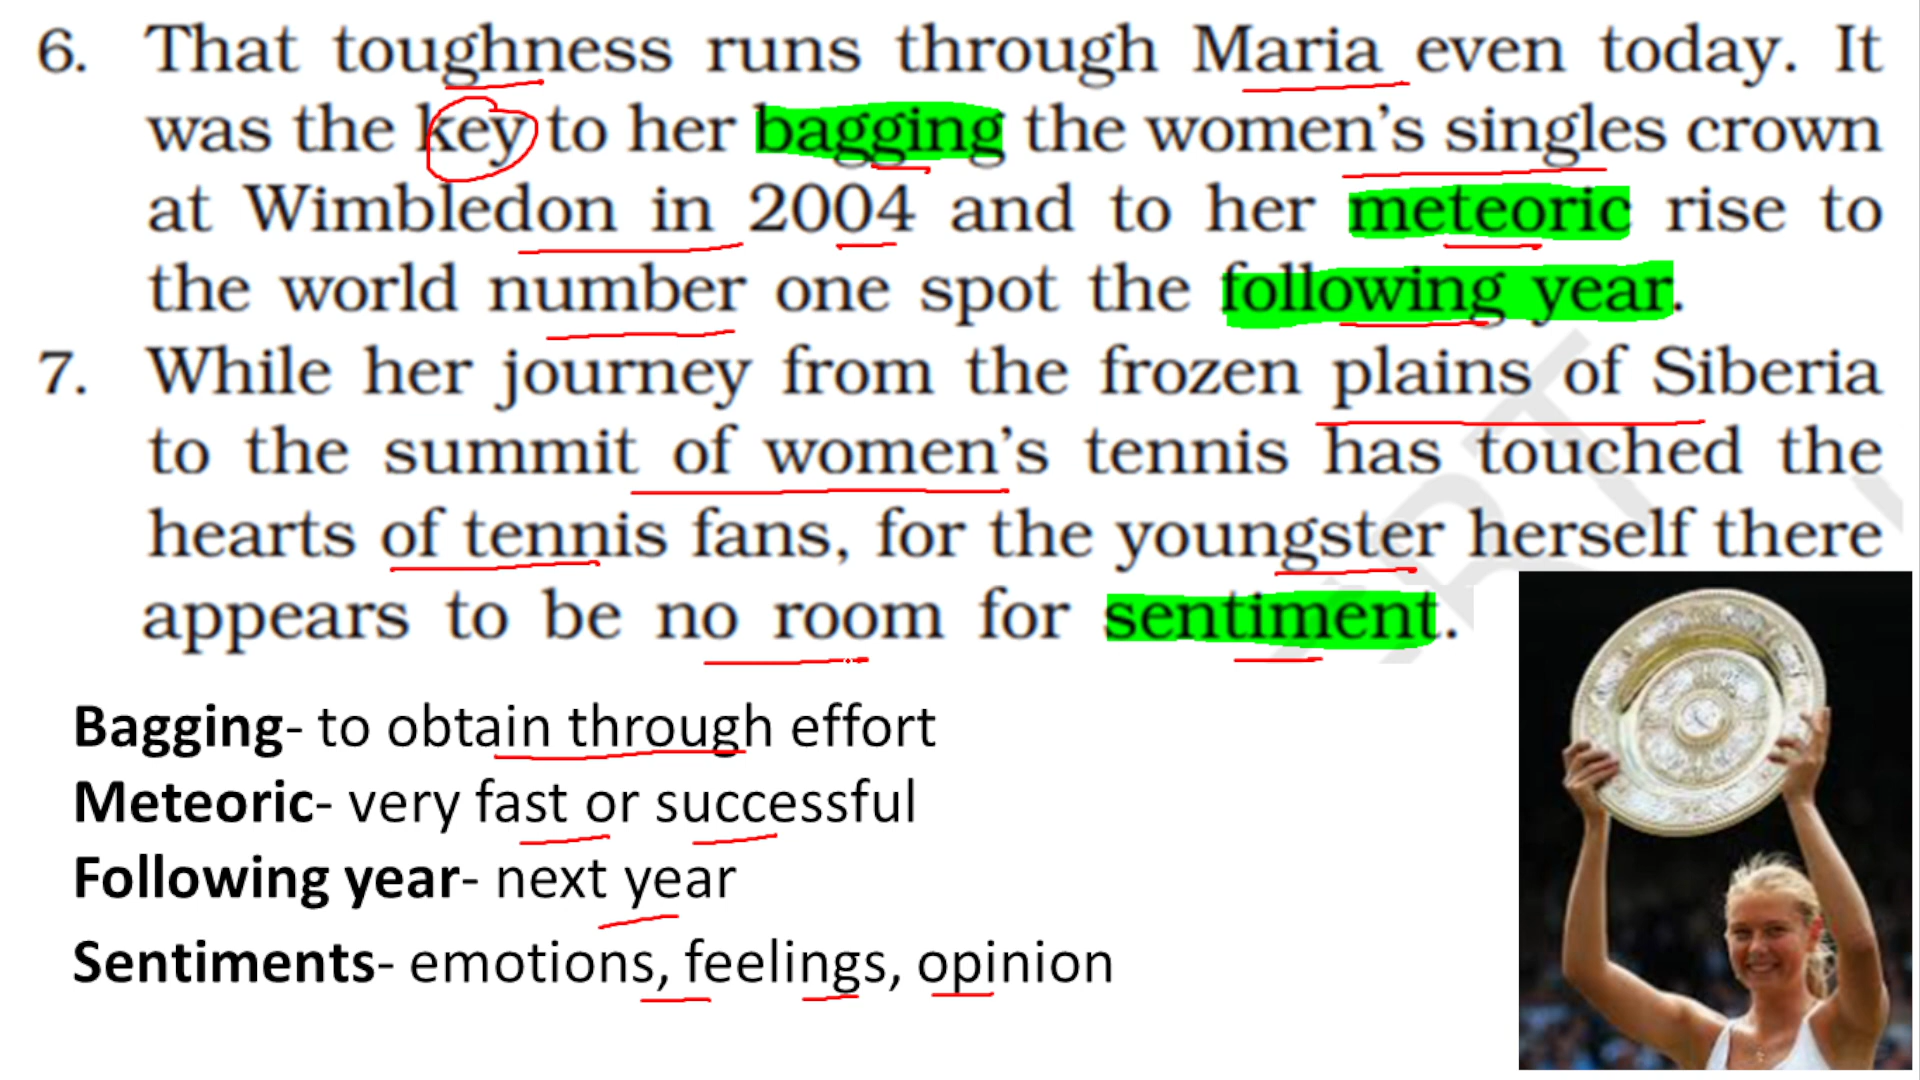 6. That toughness runs through Maria even today. It
was the key to her bagging the women’s singles crown
at Wimbledon in 2004 and to her meteoric rise to
the world number one spot the following year.
7. While her journey from the frozen plains of Siberia
to the summit of women’s tennis has touched the
hearts of tennis fans, for the youngster herself there
appears to be no room for sentiment.
Bagging- to obtain through effort
Meteoric- very fast or successful
Following year- next year
Sentiments- emotions, feelings, opinion